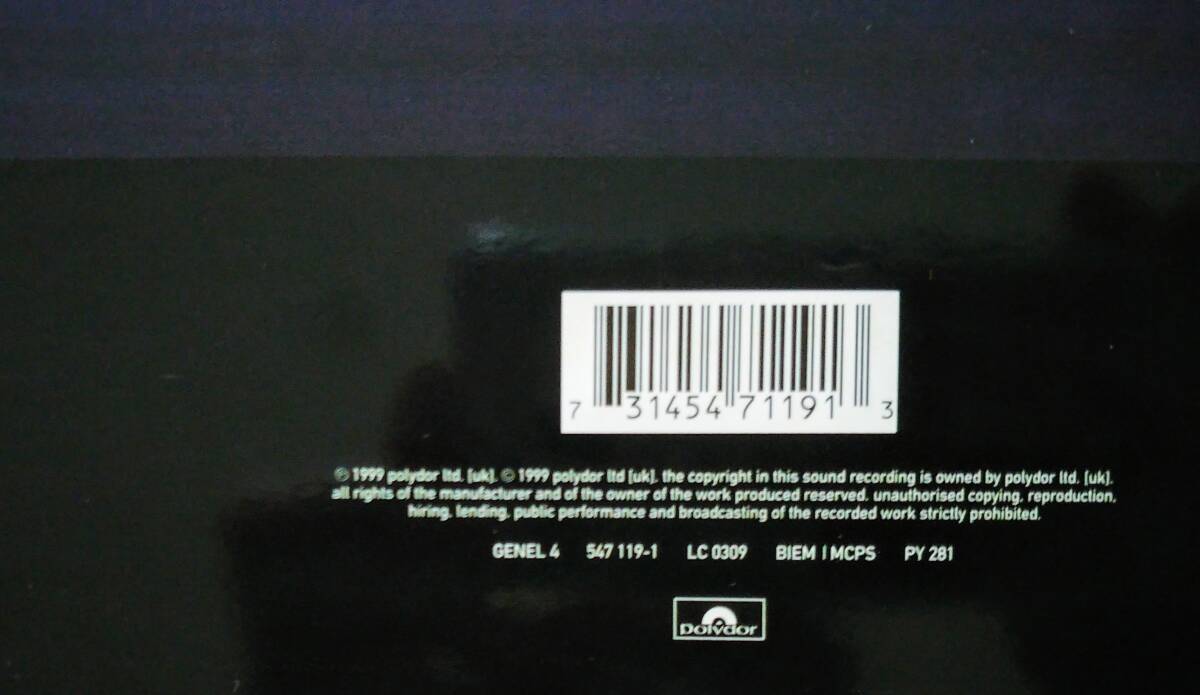 7 31454 71191 3
℗ 1999 polydor ltd. [uk]. © 1999 polydor ltd [uk]. the copyright in this sound recording is owned by polydor ltd. [uk].
all rights of the manufacturer and of the owner of the work produced reserved. unauthorised copying, reproduction,
hiring, lending, public performance and broadcasting of the recorded work strictly prohibited.
GENEL 4 547 119-1 LC 0309 BIEM | MCPS PY 281
Polydor